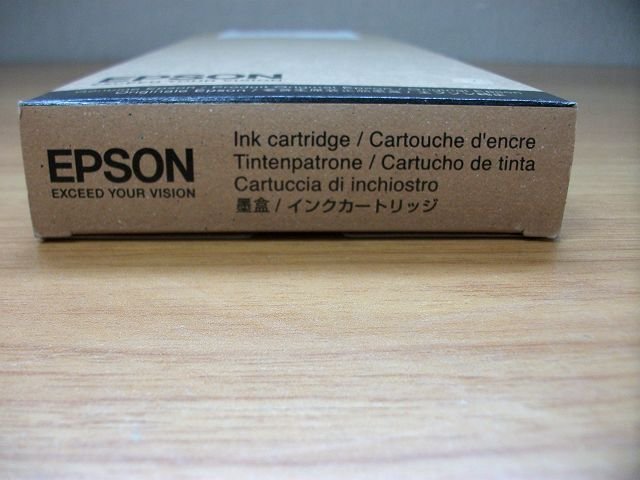 EPSON
EPSON
EXCEED YOUR VISION
Ink cartridge / Cartouche d'encre
Tintenpatrone / Cartucho de tinta
Cartuccia di inchiostro
墨盒 / インクカートリッジ